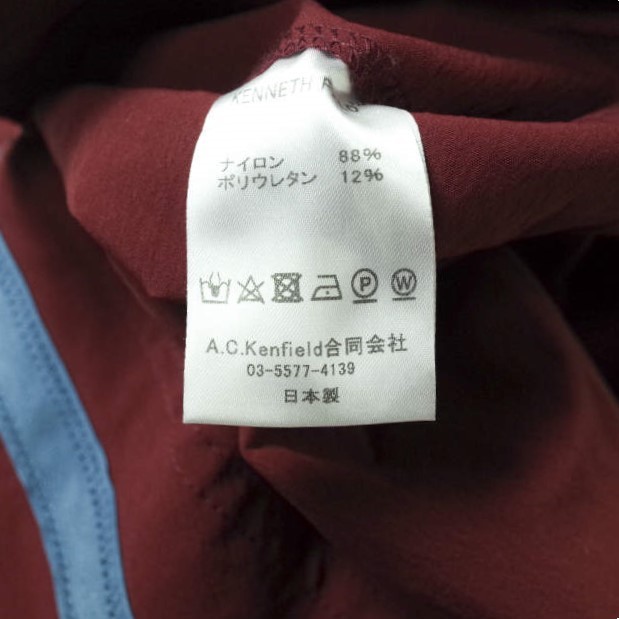 KENNETH
ナイロン 88%
ポリウレタン 12%
P W
A.C.Kenfield合同会社
03-5577-4139
日本製